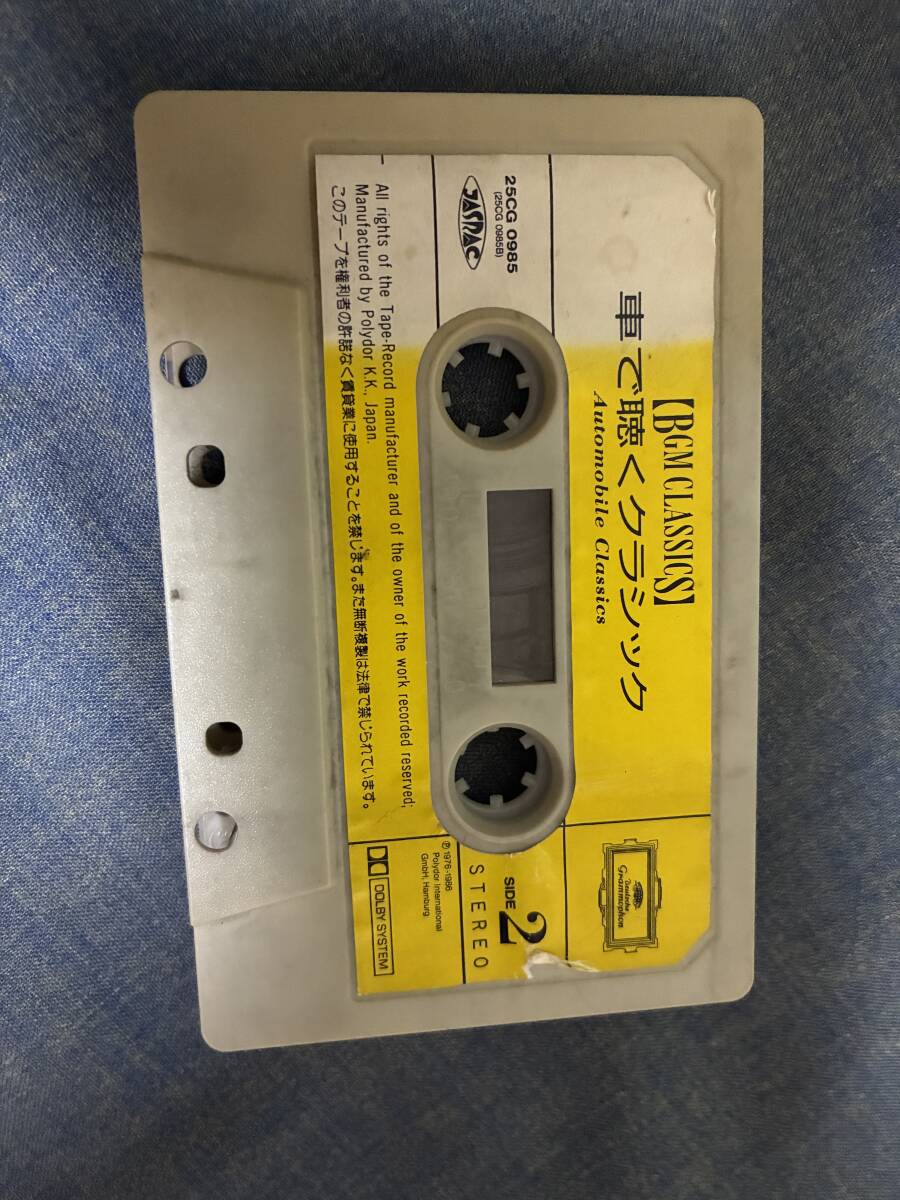 【BGM CLASSICS】
車で聴くクラシック
Automobile Classics
25CG 0985
(25CG 0985B)
JASRAC
Deutsche
Grammophon
SIDE 2
STEREO
All rights of the Tape-Record manufacturer and of the owner of the work recorded reserved;
Manufactured by Polydor K.K., Japan.
このテープを権利者の許諾なく賃貸業に使用することを禁じます。また無断複製は法律で禁じられています。
℗1976-1986
Polydor International
GmbH, Hamburg
DOLBY SYSTEM